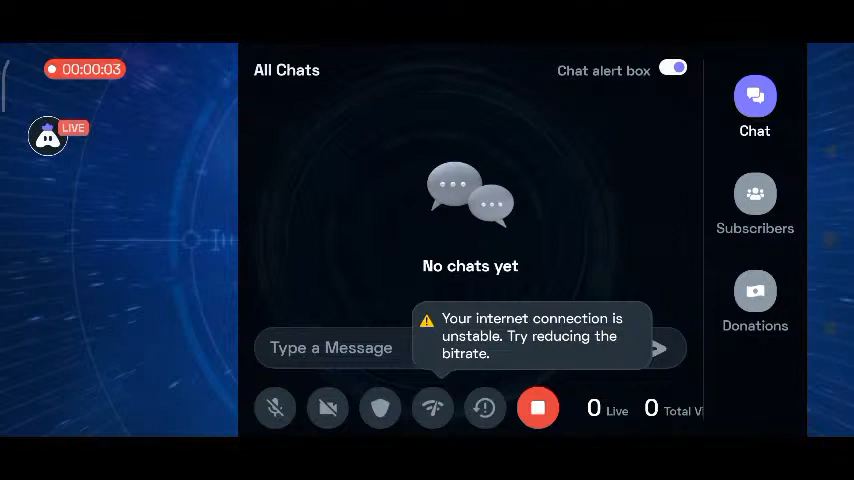 00:00:03
LIVE
All Chats
Chat alert box
Chat
Subscribers
Donations
No chats yet
Your internet connection is
unstable. Try reducing the
bitrate.
Type a Message
0 Live
0 Total Vi